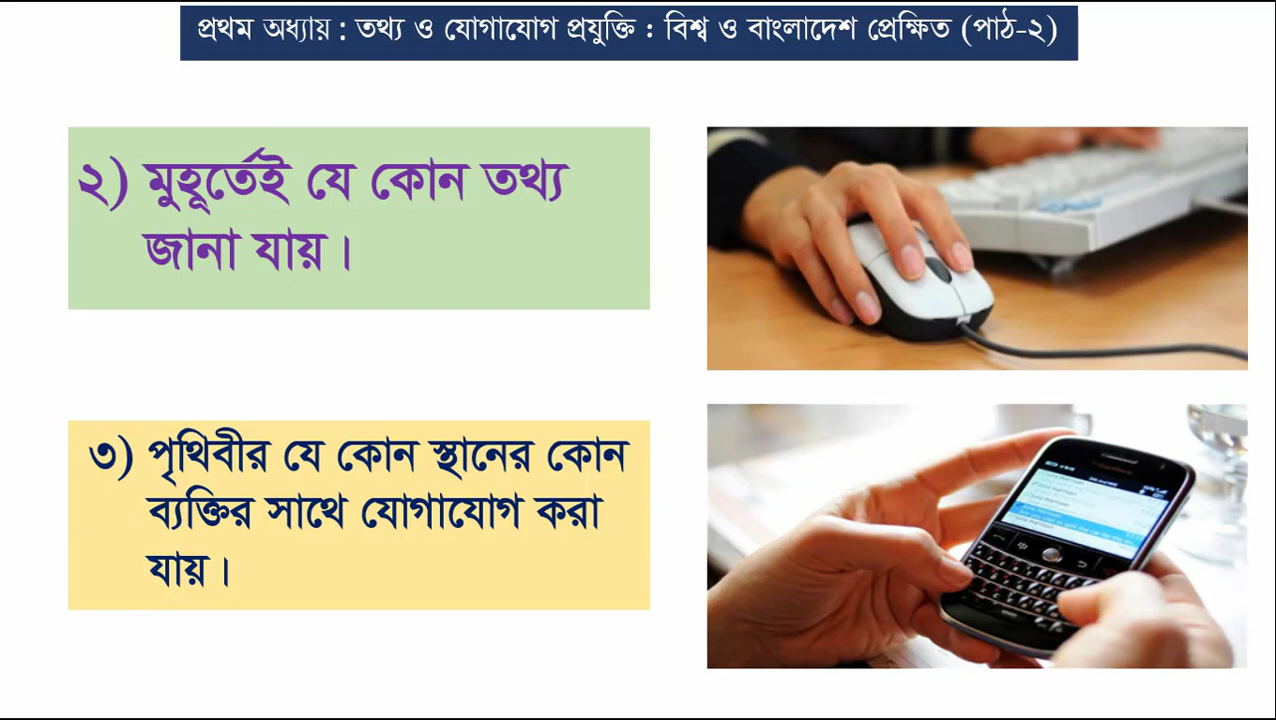 প্রথম অধ্যায় : তথ্য ও যোগাযোগ প্রযুক্তি : বিশ্ব ও বাংলাদেশ প্রেক্ষিত (পাঠ-২)
২) মুহূর্তেই যে কোন তথ্য
জানা যায়।
৩) পৃথিবীর যে কোন স্থানের কোন
ব্যক্তির সাথে যোগাযোগ করা
যায়।